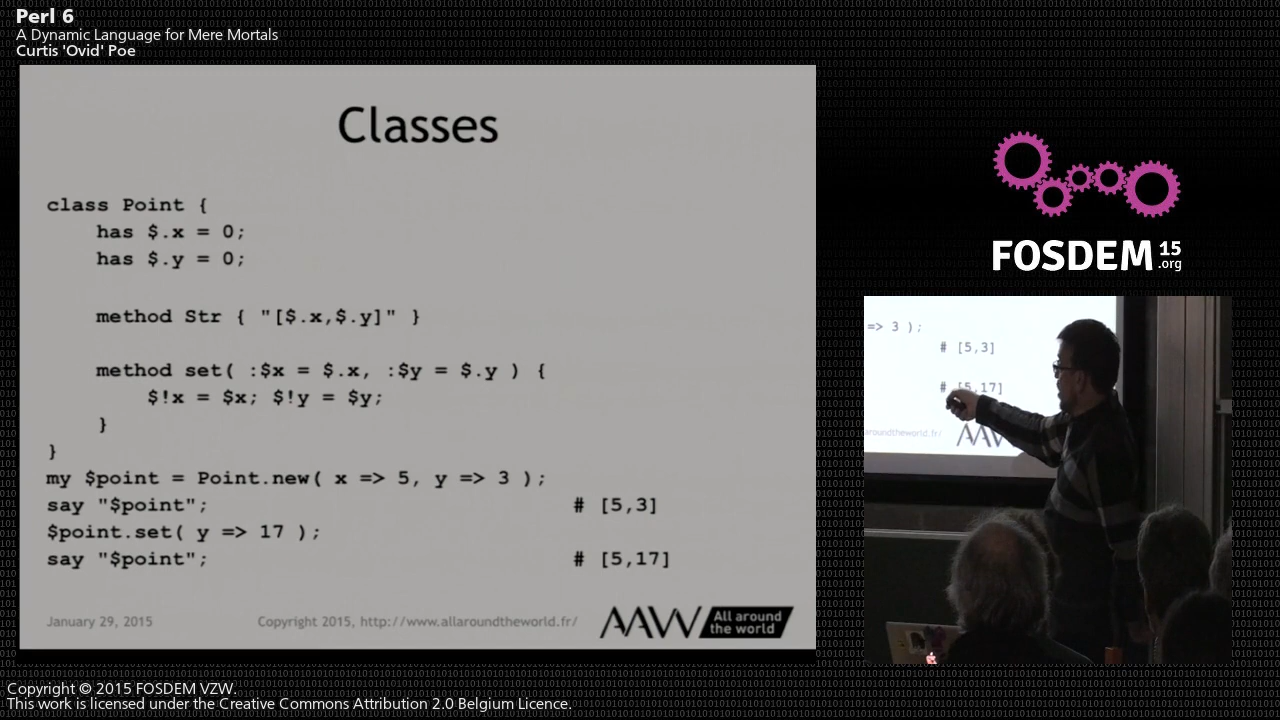 Perl 6
A Dynamic Language for Mere Mortals
Curtis 'Ovid' Poe
Classes
class Point {
    has $.x = 0;
    has $.y = 0;
    method Str { "[$.x,$.y]" }
    method set( :$x = $.x, :$y = $.y ) {
        $!x = $x; $!y = $y;
    }
}
my $point = Point.new( x => 5, y => 3 );
say "$point"; # [5,3]
$point.set( y => 17 );
say "$point"; # [5,17]
January 29, 2015 Copyright 2015, http://www.allaroundtheworld.fr/
AAW All around
the world
FOSDEM 15
.org
=> 3 );
# [5,3]
# [5,17]
aroundtheworld.fr/ AAW
Copyright © 2015 FOSDEM VZW.
This work is licensed under the Creative Commons Attribution 2.0 Belgium Licence.